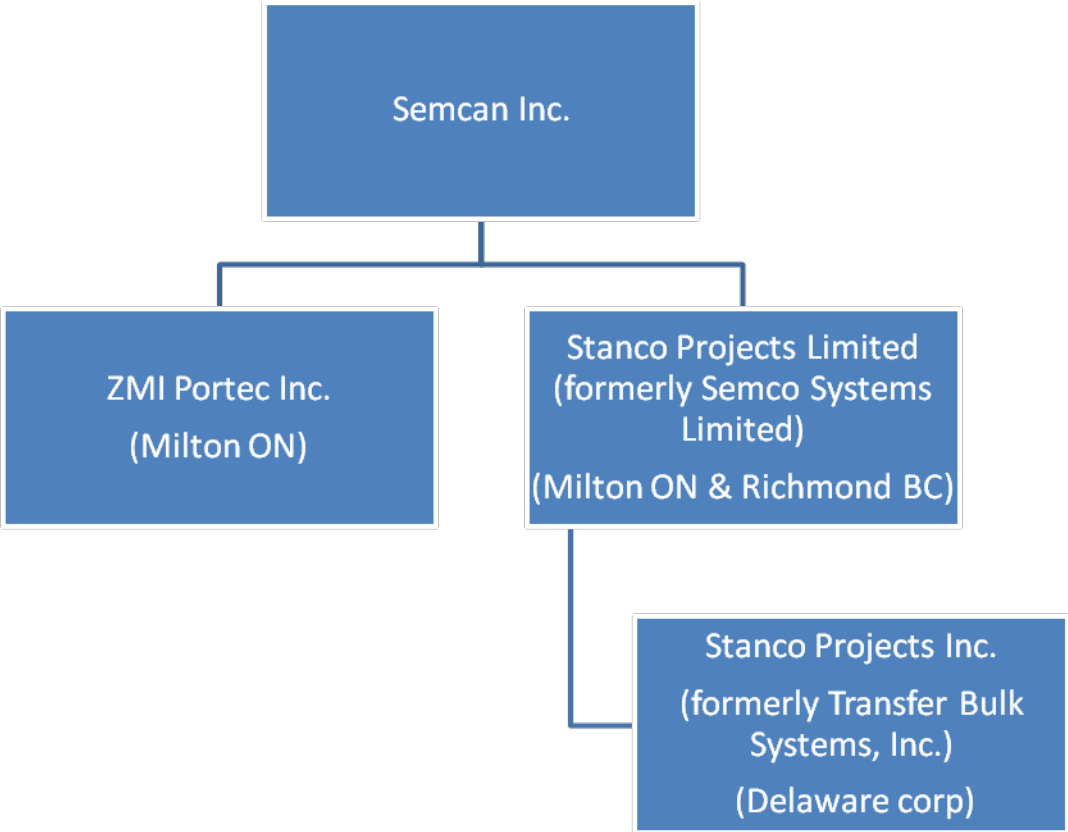 Semcan Inc.
ZMI Portec Inc.
(Milton ON)
Stanco Projects Limited
(formerly Semco Systems
Limited)
(Milton ON & Richmond BC)
Stanco Projects Inc.
(formerly Transfer Bulk
Systems, Inc.)
(Delaware corp)